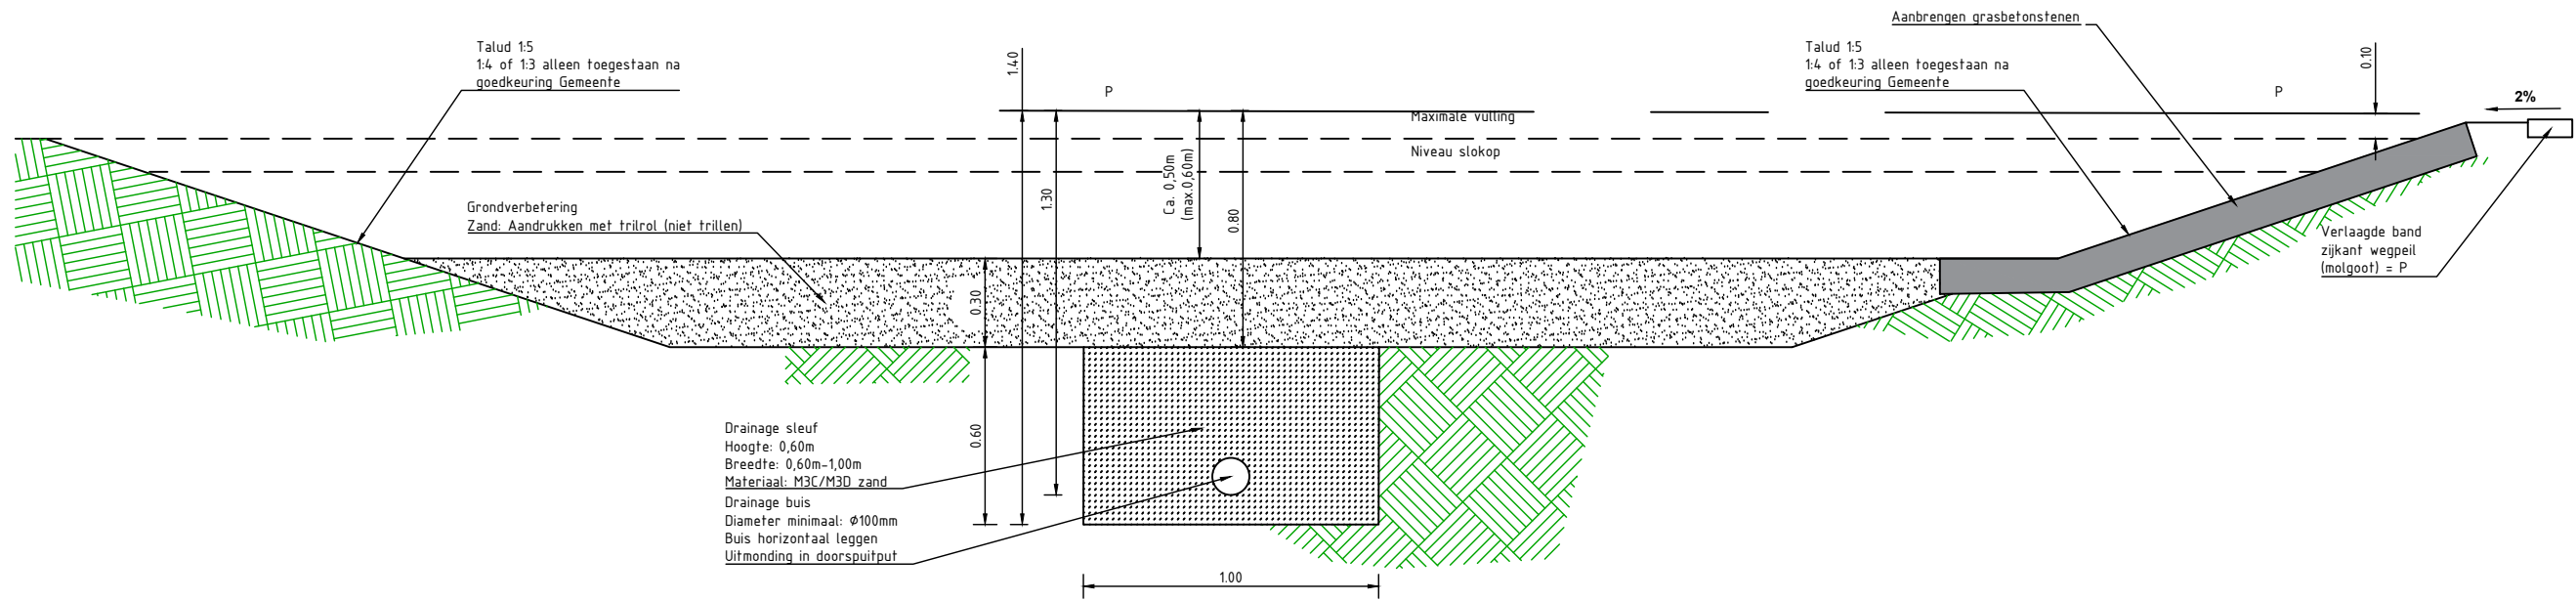 Aanbrengen grasbetonstenen
Talud 1:5
1:4 of 1:3 alleen toegestaan na
goedkeuring Gemeente
1.40
P
Talud 1:5
1:4 of 1:3 alleen toegestaan na
goedkeuring Gemeente
P
0.10
2%
Maximale vulling
Niveau slokop
1.30
Ca. 0,50m
(max.0,60m)
0.80
Grondverbetering
Zand: Aandrukken met trilrol (niet trillen)
Verlaagde band
zijkant wegpeil
(molgoot) = P
0.30
0.60
Drainage sleuf
Hoogte: 0,60m
Breedte: 0,60m-1,00m
Materiaal: M3C/M3D zand
Drainage buis
Diameter minimaal: Ø100mm
Buis horizontaal leggen
Uitmonding in doorspuitput
1.00